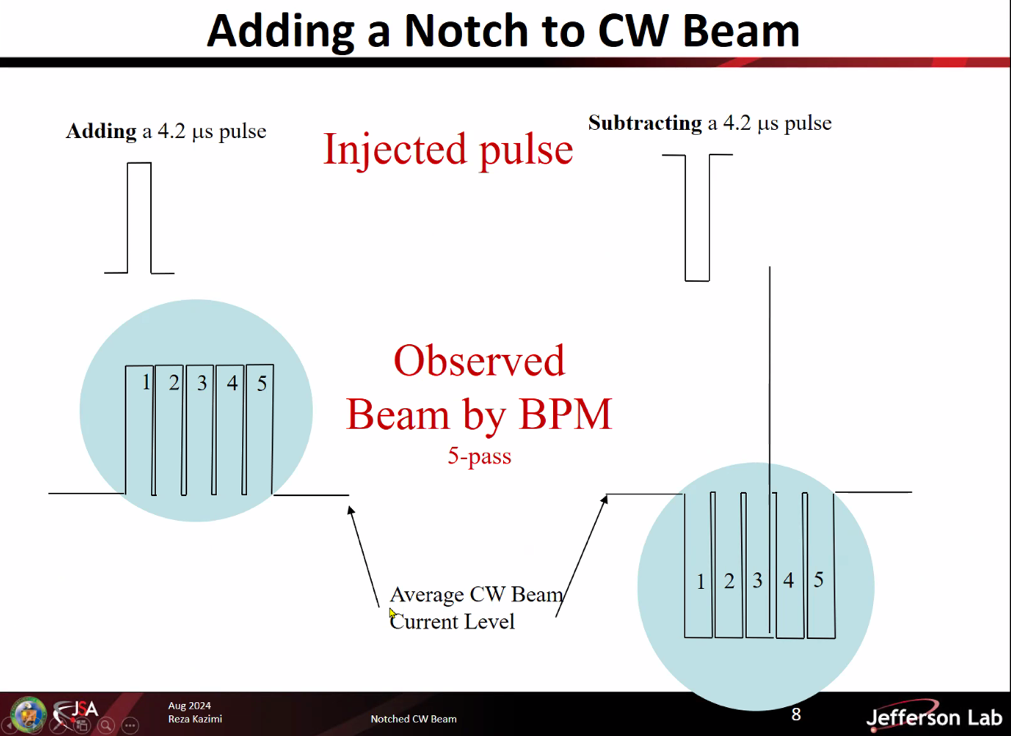 Adding a Notch to CW Beam
Adding a 4.2 µs pulse
Injected pulse
Subtracting a 4.2 µs pulse
1 2 3 4 5
Observed
Beam by BPM
5-pass
1 2 3 4 5
Average CW Beam
Current Level
JSA
Aug 2024
Reza Kazimi
Notched CW Beam
8
Jefferson Lab